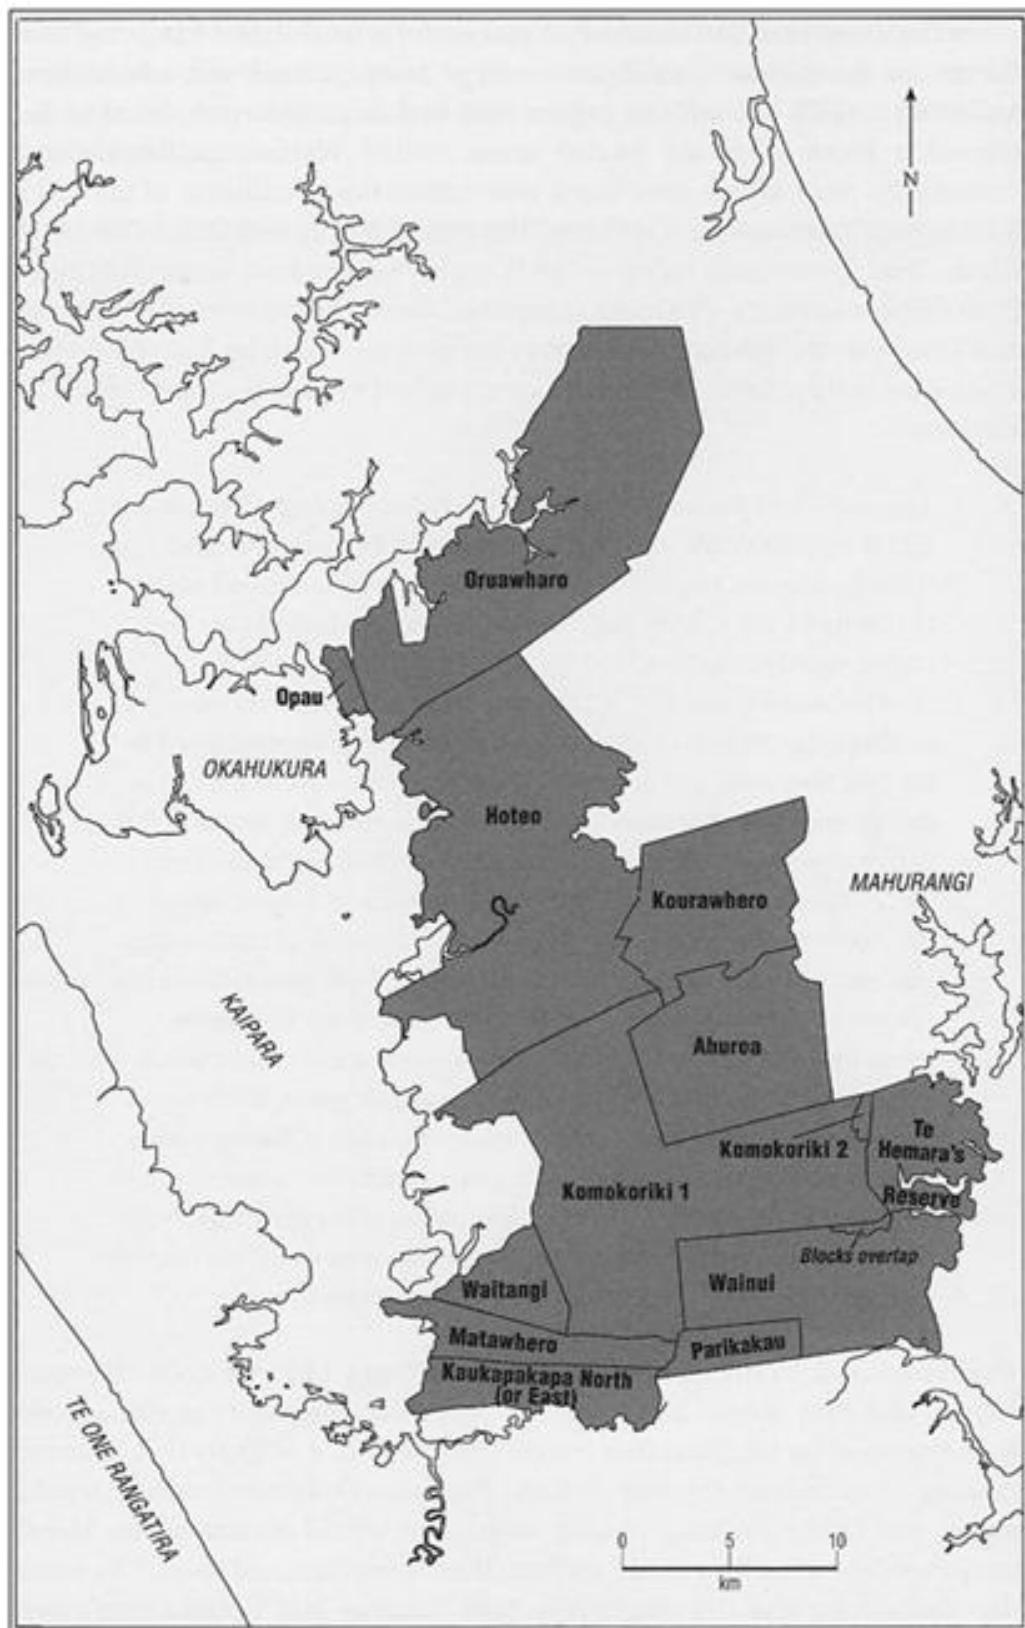 N
Oruawharo
Opau
OKAHUKURA
Hoteo
Kourawhero
MAHURANGI
KAIPARA
Ahuroa
Te
Hemara's
Komokoriki 2
Komokoriki 1
Reserve
Blocks overlap
Waitangi
Wainui
Matawhero
Parikakau
Kaukapakapa North
(or East)
TE ONE RANGATIRA
0 5 10
km